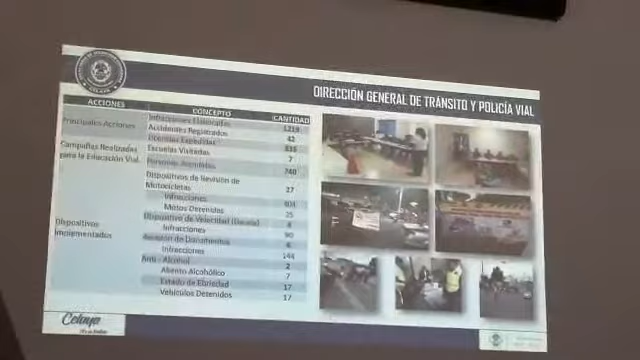 DIRECCIÓN GENERAL DE TRÁNSITO Y POLICÍA VIAL
CELAYA
ACCIONES CONCEPTO CANTIDAD
Principales Acciones
Infracciones Elaboradas 1219
Accidentes Registrados 42
Campañas Realizadas para la Educación Vial
Licencias Expedidas 835
Escuelas Visitadas 7
Personas Atendidas 740
Dispositivos Implementados
Dispositivos de Revisión de
Motocicletas 27
Infracciones
Motos Detenidas 25
Dispositivo de Velocidad 8
Infracciones 90
Revisión de Documentos 6
Infracciones 144
Anti - Alcohol 2
Aliento Alcohólico 7
Estado de Ebriedad 17
Vehículos Detenidos 17
Celaya